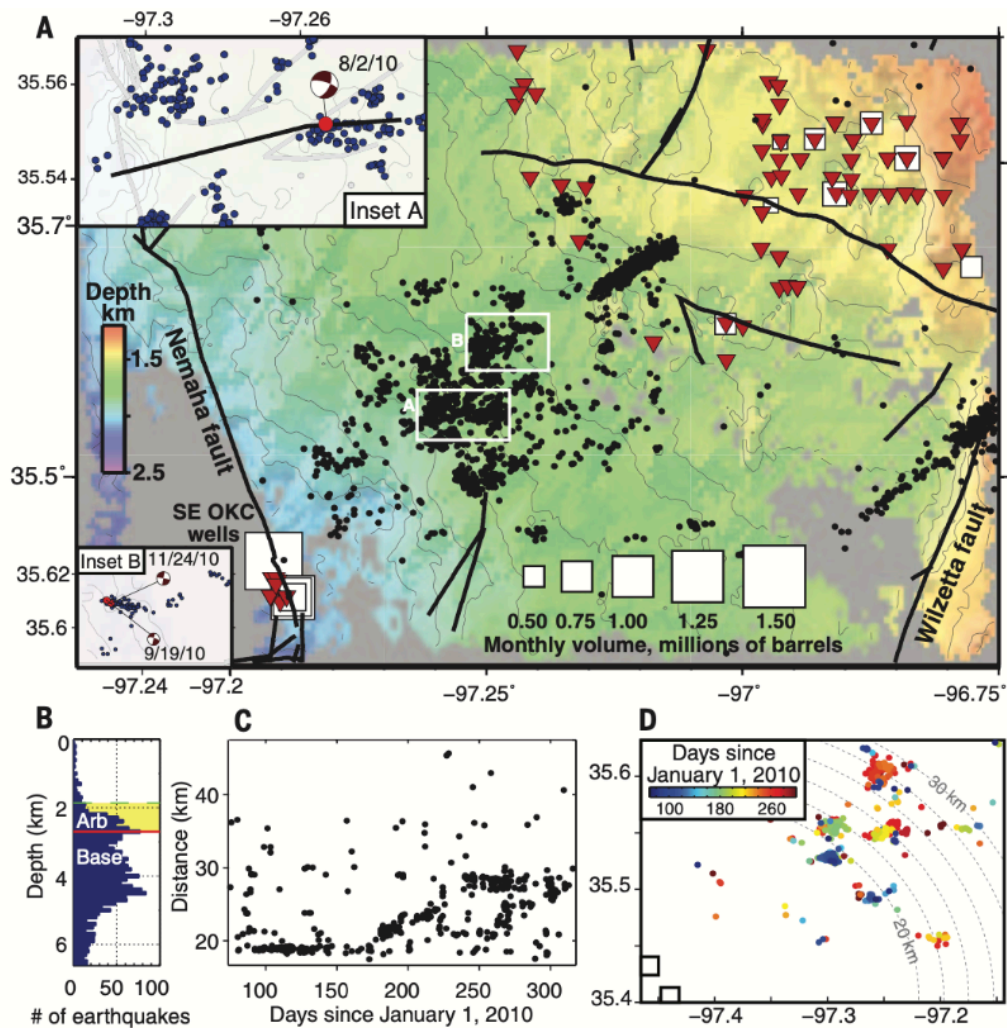 A
−97.3
−97.26
35.56
35.54
35.7
8/2/10
Inset A
Depth
km
1.5
2.5
Nemaha fault
B
A
35.5
SE OKC
wells
Inset B
11/24/10
9/19/10
35.62
35.6
0.50 0.75 1.00 1.25 1.50
Monthly volume, millions of barrels
Wilzetta fault
−97.24
−97.2
−97.25
−97°
−96.75
B
0
2
4
6
Depth (km)
Arb
Base
0 50 100
# of earthquakes
C
40
30
20
Distance (km)
100 150 200 250 300
Days since January 1, 2010
D
Days since
January 1, 2010
100 180 260
35.6
35.5
35.4
30 km
20 km
−97.4 −97.3 −97.2